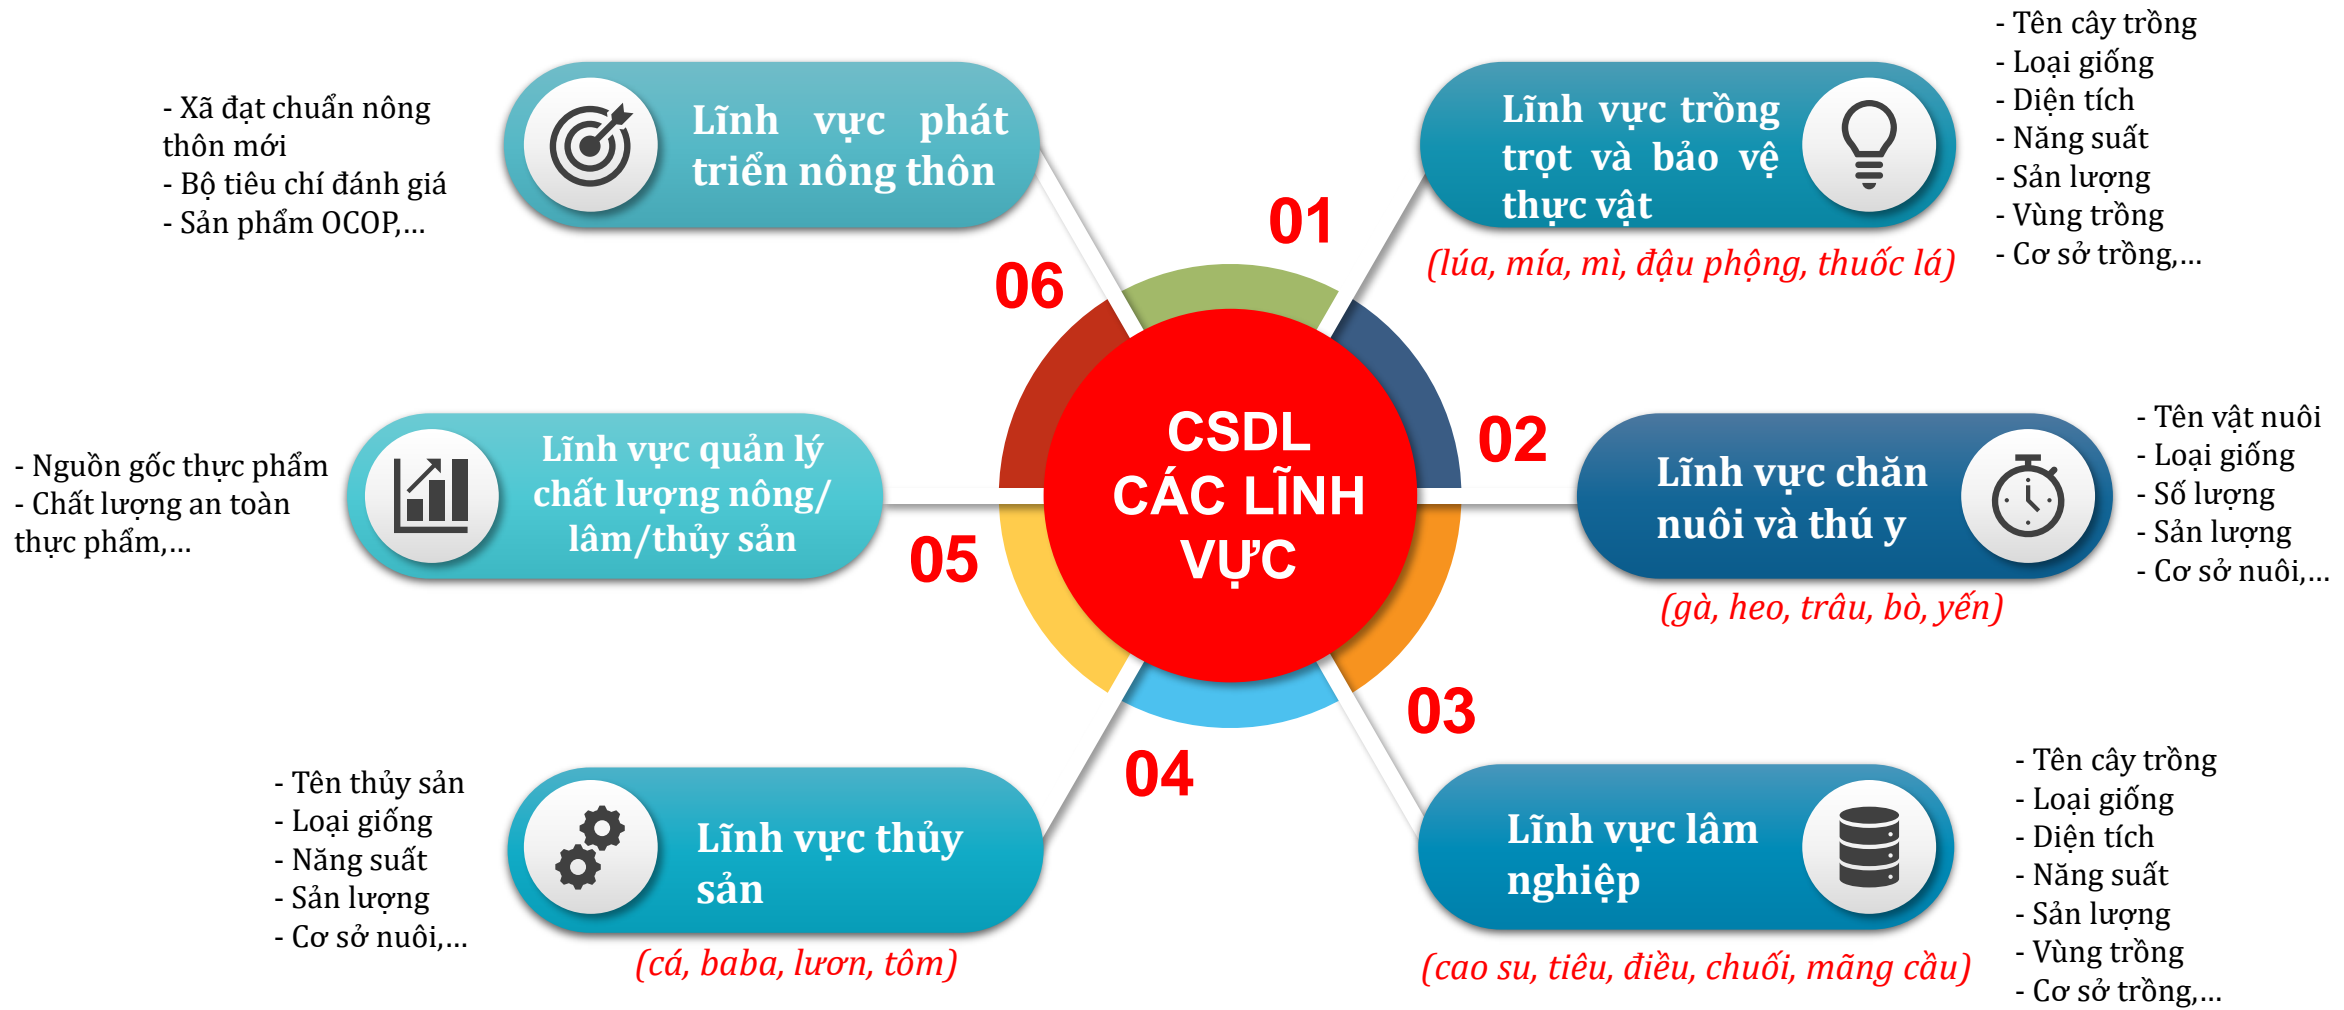 CSDL
CÁC LĨNH
VỰC
01
Lĩnh vực trồng
trọt và bảo vệ
thực vật
(lúa, mía, mì, đậu phộng, thuốc lá)
- Tên cây trồng
- Loại giống
- Diện tích
- Năng suất
- Sản lượng
- Vùng trồng
- Cơ sở trồng,...
02
Lĩnh vực chăn
nuôi và thú y
(gà, heo, trâu, bò, yến)
- Tên vật nuôi
- Loại giống
- Số lượng
- Sản lượng
- Cơ sở nuôi,...
03
Lĩnh vực lâm
nghiệp
(cao su, tiêu, điều, chuối, mãng cầu)
- Tên cây trồng
- Loại giống
- Diện tích
- Năng suất
- Sản lượng
- Vùng trồng
- Cơ sở trồng,...
04
Lĩnh vực thủy
sản
(cá, baba, lươn, tôm)
- Tên thủy sản
- Loại giống
- Năng suất
- Sản lượng
- Cơ sở nuôi,...
05
Lĩnh vực quản lý
chất lượng nông/
lâm/thủy sản
- Nguồn gốc thực phẩm
- Chất lượng an toàn
thực phẩm,...
06
Lĩnh vực phát
triển nông thôn
- Xã đạt chuẩn nông
thôn mới
- Bộ tiêu chí đánh giá
- Sản phẩm OCOP,...